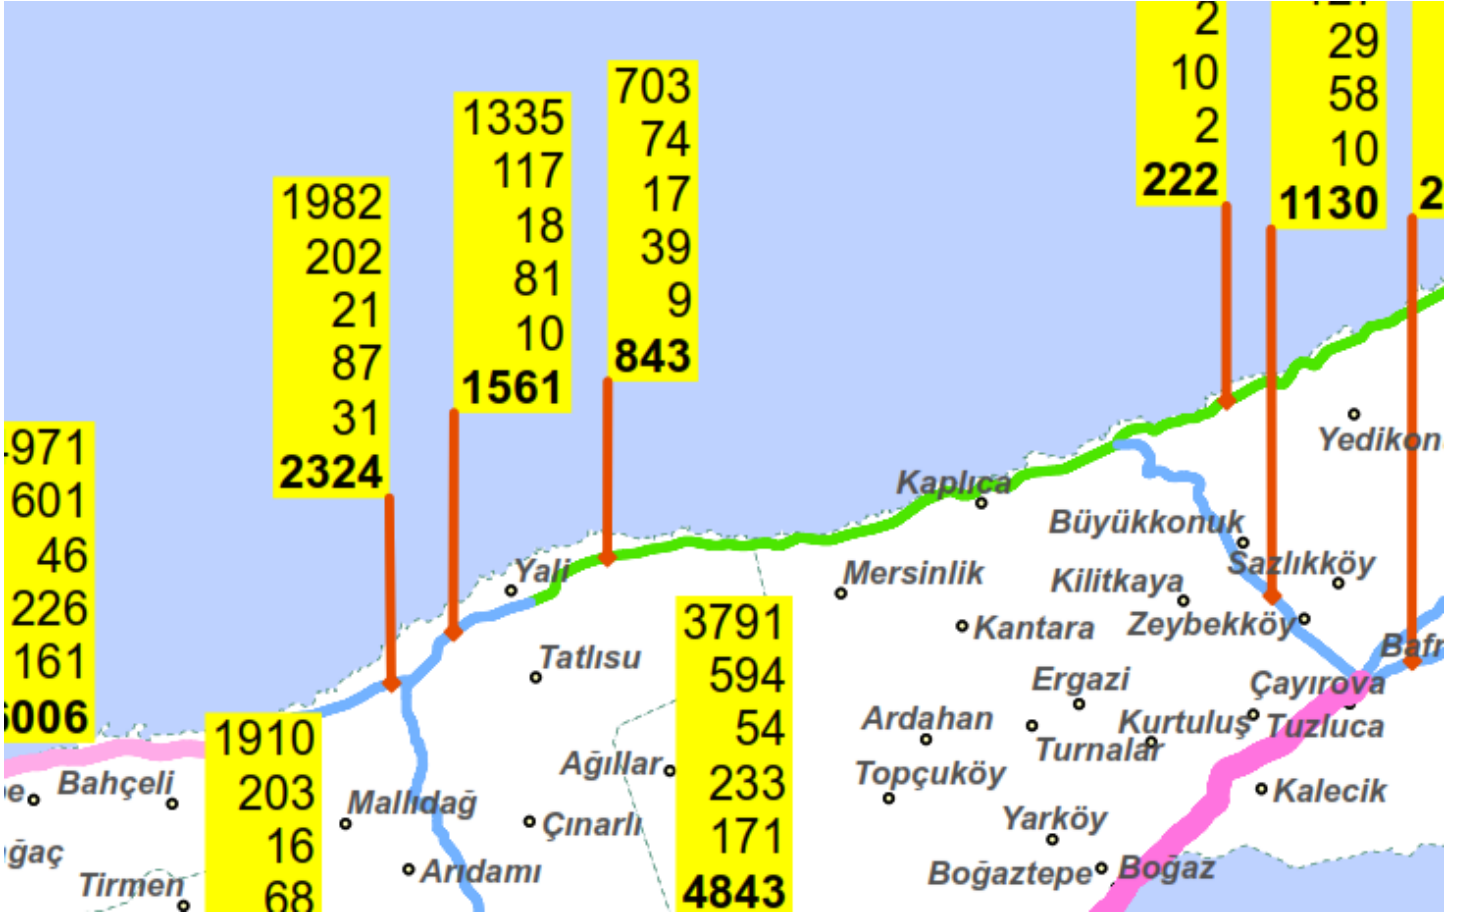 2
10
2
222
29
58
10
1130
703
74
17
39
9
843
1335
117
18
81
10
1561
1982
202
21
87
31
2324
601
46
226
161
Yedikon
Kaplıca
Büyükkonuk
Sazlıkköy
Yali
Mersinlik
Kilitkaya
Zeybekköy
Kantara
Bafr
Tatlısu
3791
594
54
233
171
4843
Ergazi
Çayırova
Ardahan
Kurtuluş
Tuzluca
Turnalar
1910
203
16
68
Ağıllar
Topçuköy
Bahçeli
Mallıdağ
Kalecik
Çınarlı
Yarköy
ğaç
Arıdamı
Boğaztepe
Boğaz
Tirmen